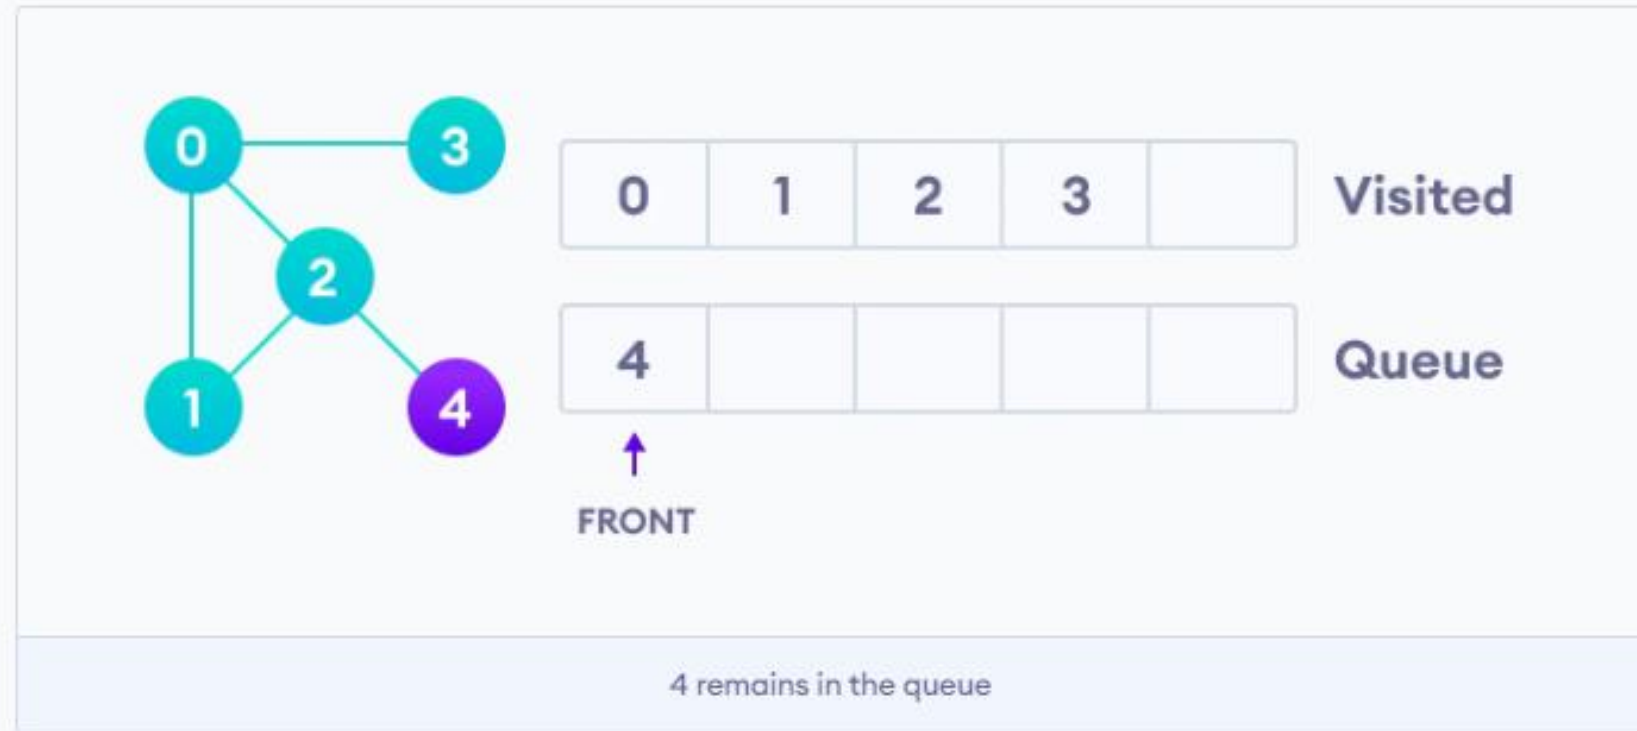 0 3
0 1 2 3 Visited
2
4 Queue
1 4
FRONT
4 remains in the queue